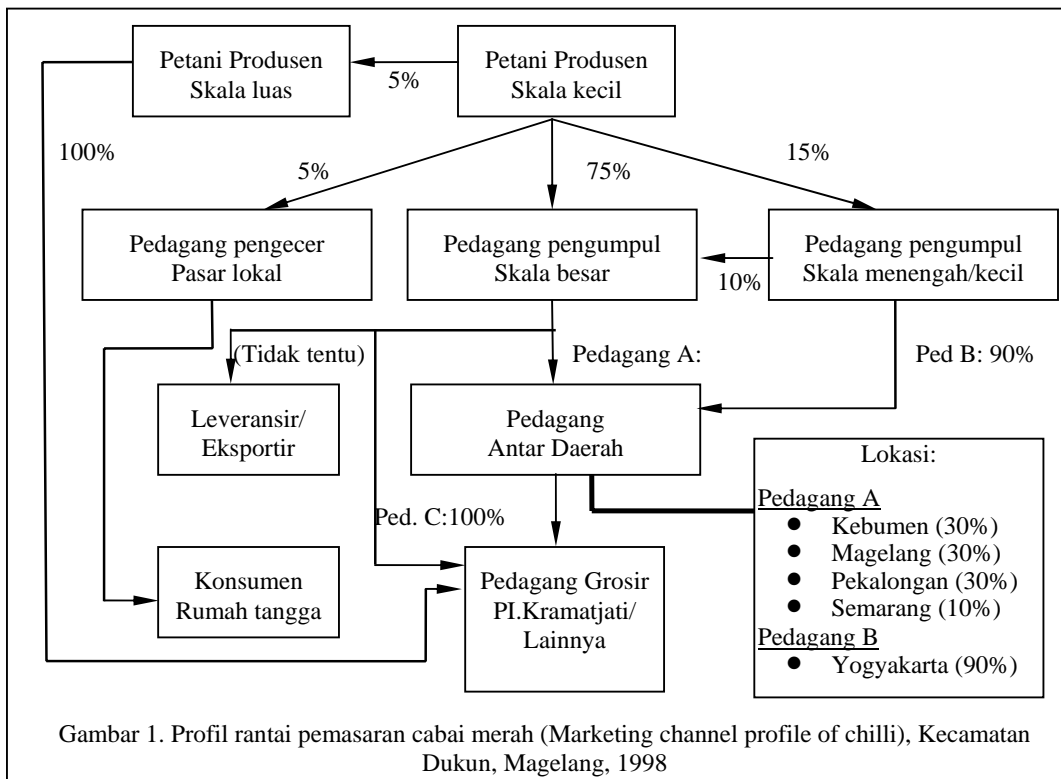 Petani Produsen
Skala luas
5%
Petani Produsen
Skala kecil
100%
5%
75%
15%
Pedagang pengecer
Pasar lokal
Pedagang pengumpul
Skala besar
10%
Pedagang pengumpul
Skala menengah/kecil
(Tidak tentu)
Pedagang A:
Ped B: 90%
Leveransir/
Eksportir
Pedagang
Antar Daerah
Ped. C:100%
Konsumen
Rumah tangga
Pedagang Grosir
PI.Kramatjati/
Lainnya
Lokasi:
Pedagang A
● Kebumen (30%)
● Magelang (30%)
● Pekalongan (30%)
● Semarang (10%)
Pedagang B
● Yogyakarta (90%)
Gambar 1. Profil rantai pemasaran cabai merah (Marketing channel profile of chilli), Kecamatan
Dukun, Magelang, 1998